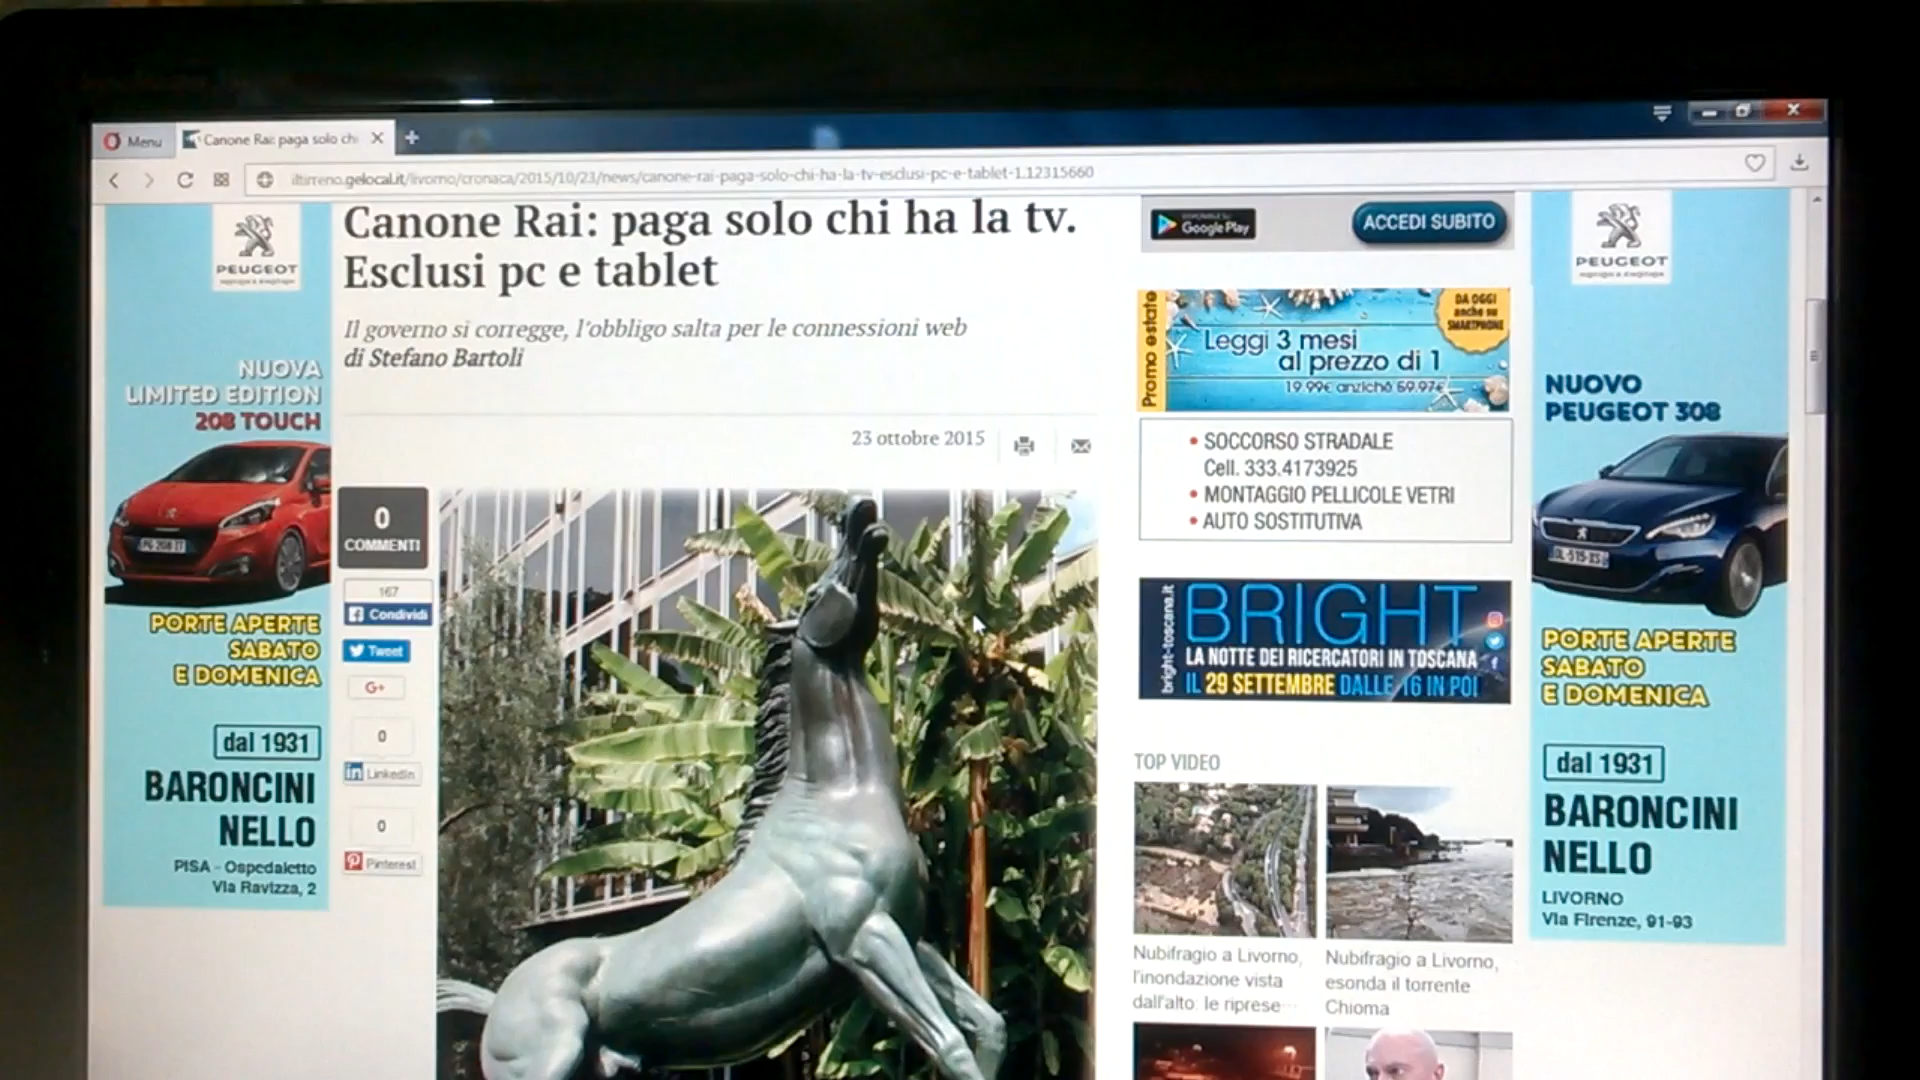 Menu
Canone Rai: paga solo chi
iltirreno.gelocal.it/livorno/cronaca/2015/10/23/news/canone-rai-paga-solo-chi-ha-la-tv-esclusi-pc-e-tablet-1.12315660
PEUGEOT
NUOVA
LIMITED EDITION
208 TOUCH
PORTE APERTE
SABATO
E DOMENICA
dal 1931
BARONCINI
NELLO
PISA - Ospedaletto
Via Ravizza, 2
Canone Rai: paga solo chi ha la tv.
Esclusi pc e tablet
Il governo si corregge, l'obbligo salta per le connessioni web
di Stefano Bartoli
23 ottobre 2015
0
COMMENTI
167
Condividi
Tweet
G+
0
LinkedIn
0
Pinterest
Google Play
ACCEDI SUBITO
Promo estate
Leggi 3 mesi
al prezzo di 1
19.99€ anziché 59.97€
DA OGGI
anche su
SMARTPHONE
• SOCCORSO STRADALE
Cell. 333.4173925
• MONTAGGIO PELLICOLE VETRI
• AUTO SOSTITUTIVA
bright-toscana.it
BRIGHT
LA NOTTE DEI RICERCATORI IN TOSCANA
IL 29 SETTEMBRE DALLE 16 IN POI
TOP VIDEO
Nubifragio a Livorno,
l'inondazione vista
dall'alto: le riprese...
Nubifragio a Livorno,
esonda il torrente
Chioma
PEUGEOT
NUOVO
PEUGEOT 308
PORTE APERTE
SABATO
E DOMENICA
dal 1931
BARONCINI
NELLO
LIVORNO
Via Firenze, 91-93